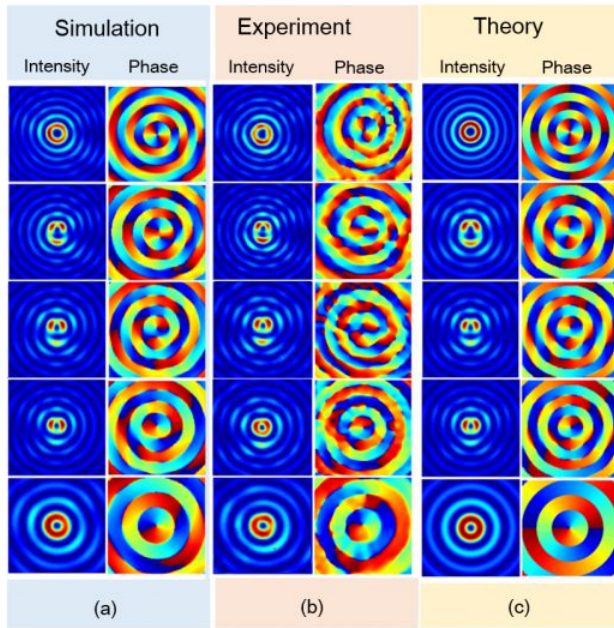 Simulation Experiment Theory
Intensity Phase Intensity Phase Intensity Phase
(a) (b) (c)